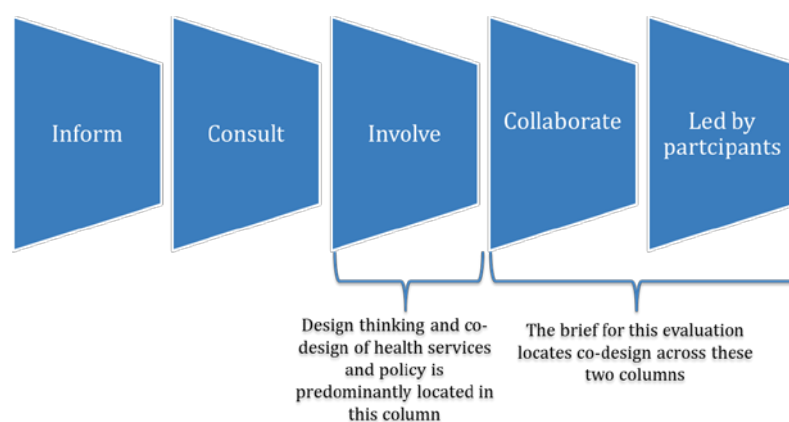 Inform
Consult
Involve
Collaborate
Led by
partcipants
Design thinking and co-
design of health services
and policy is
predominantly located in
this column
The brief for this evaluation
locates co-design across these
two columns